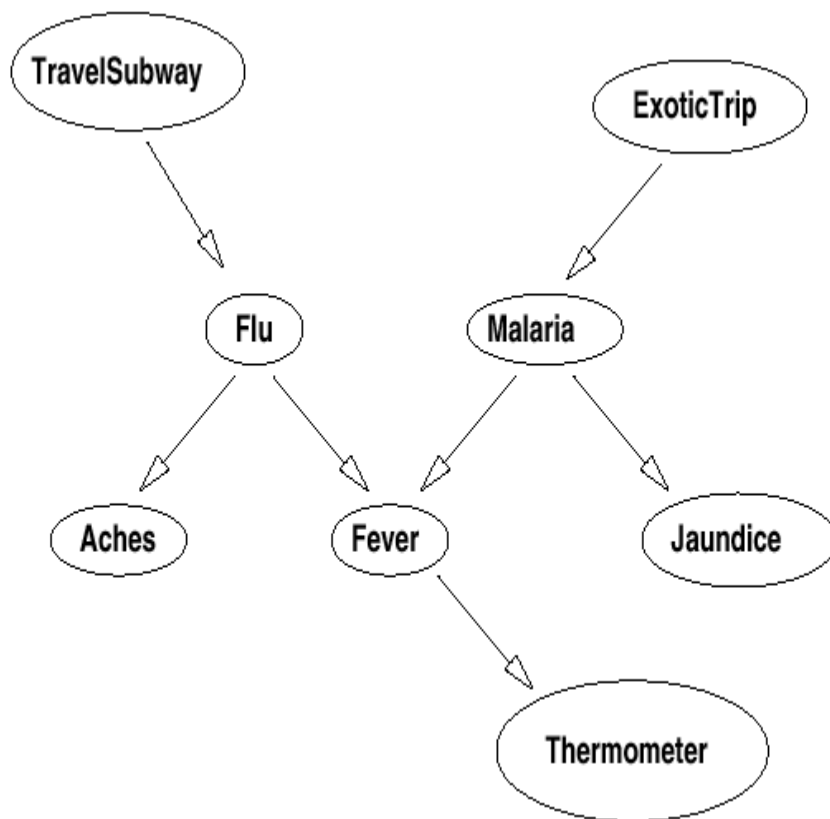 TravelSubway
ExoticTrip
Flu
Malaria
Aches
Fever
Jaundice
Thermometer